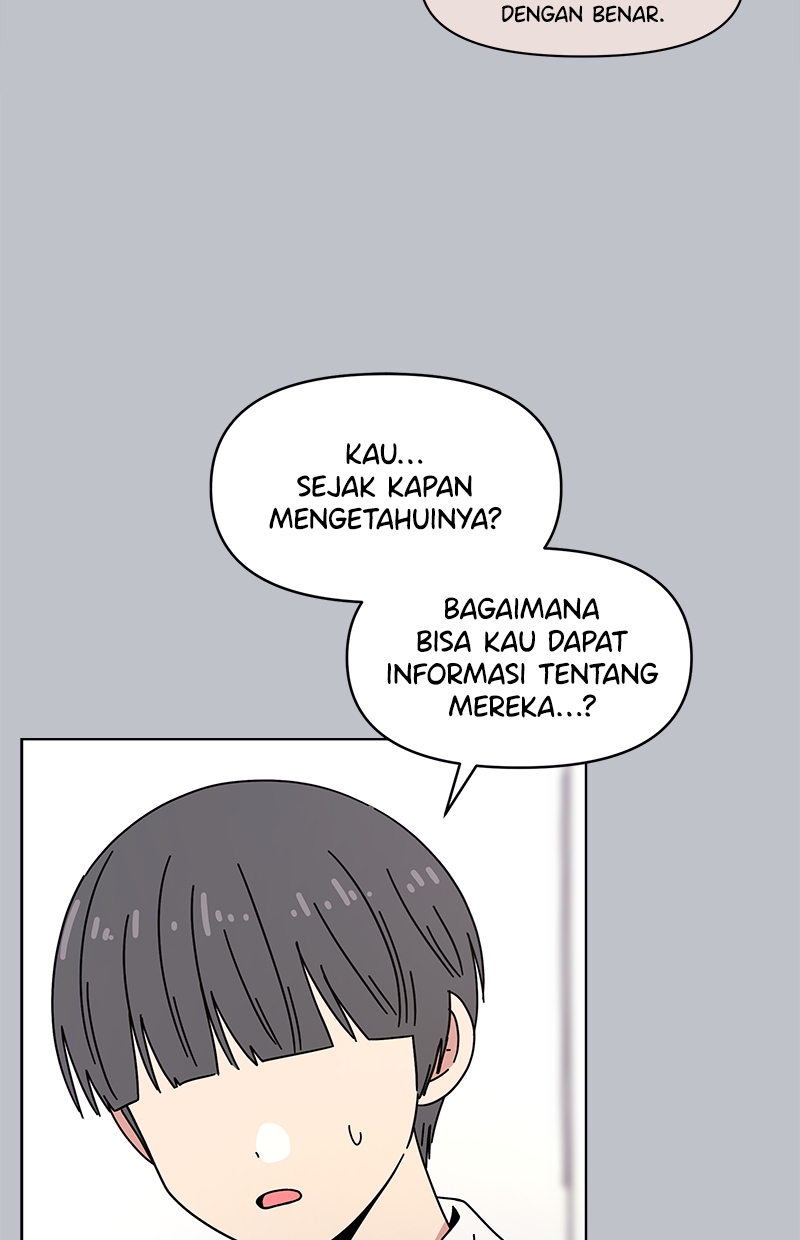 DENGAN BENAR.
KAU...
SEJAK KAPAN
MENGETAHUINYA?
BAGAIMANA
BISA KAU DAPAT
INFORMASI TENTANG
MEREKA...?